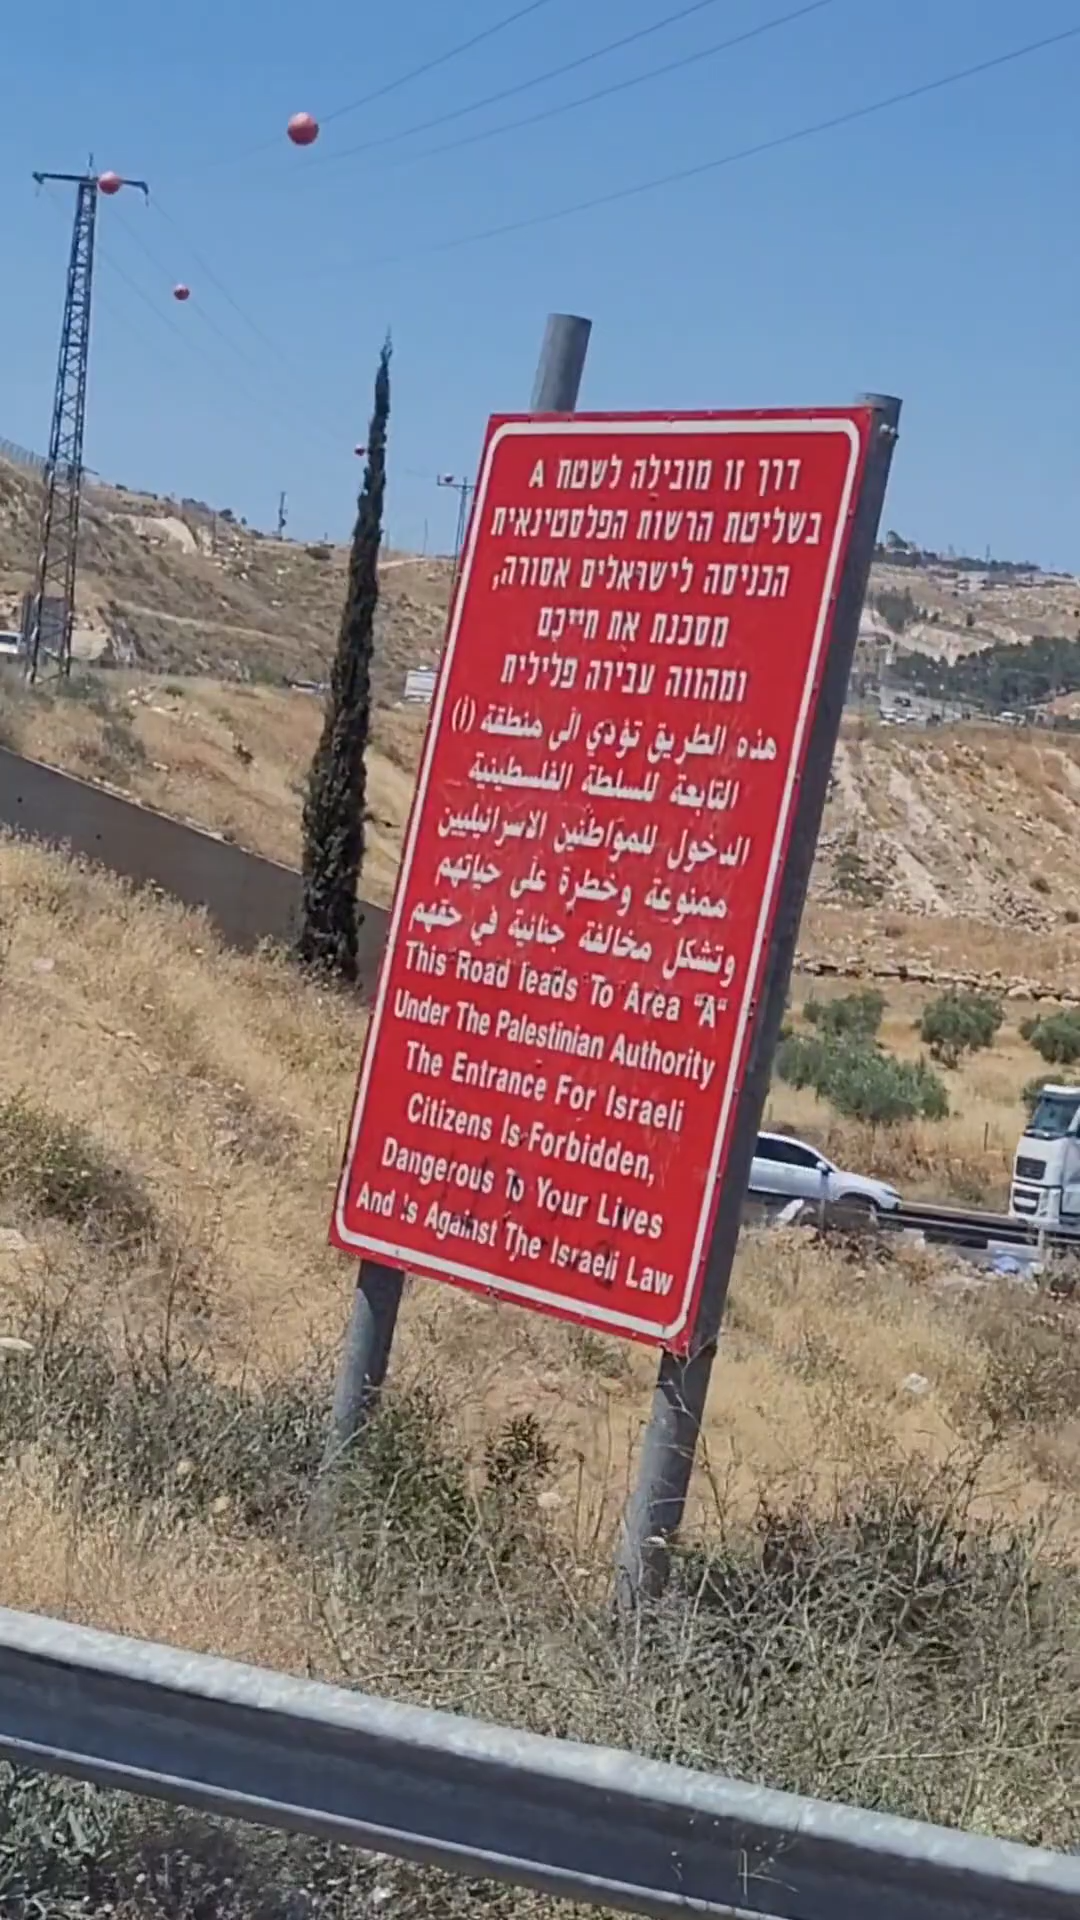 דרך זו מובילה לשטח A
בשליטת הרשות הפלסטינאית
הכניסה לישראלים אסורה,
מסכנת את חייכם
ומהווה עבירה פלילית
هذه الطريق تؤدي الى منطقة (أ)
التابعة للسلطة الفلسطينية
الدخول للمواطنين الاسرائيليين
ممنوعة وخطرة على حياتهم
وتشكل مخالفة جنائية في حقهم
This Road leads To Area "A"
Under The Palestinian Authority
The Entrance For Israeli
Citizens Is Forbidden,
Dangerous To Your Lives
And Is Against The Israeli Law